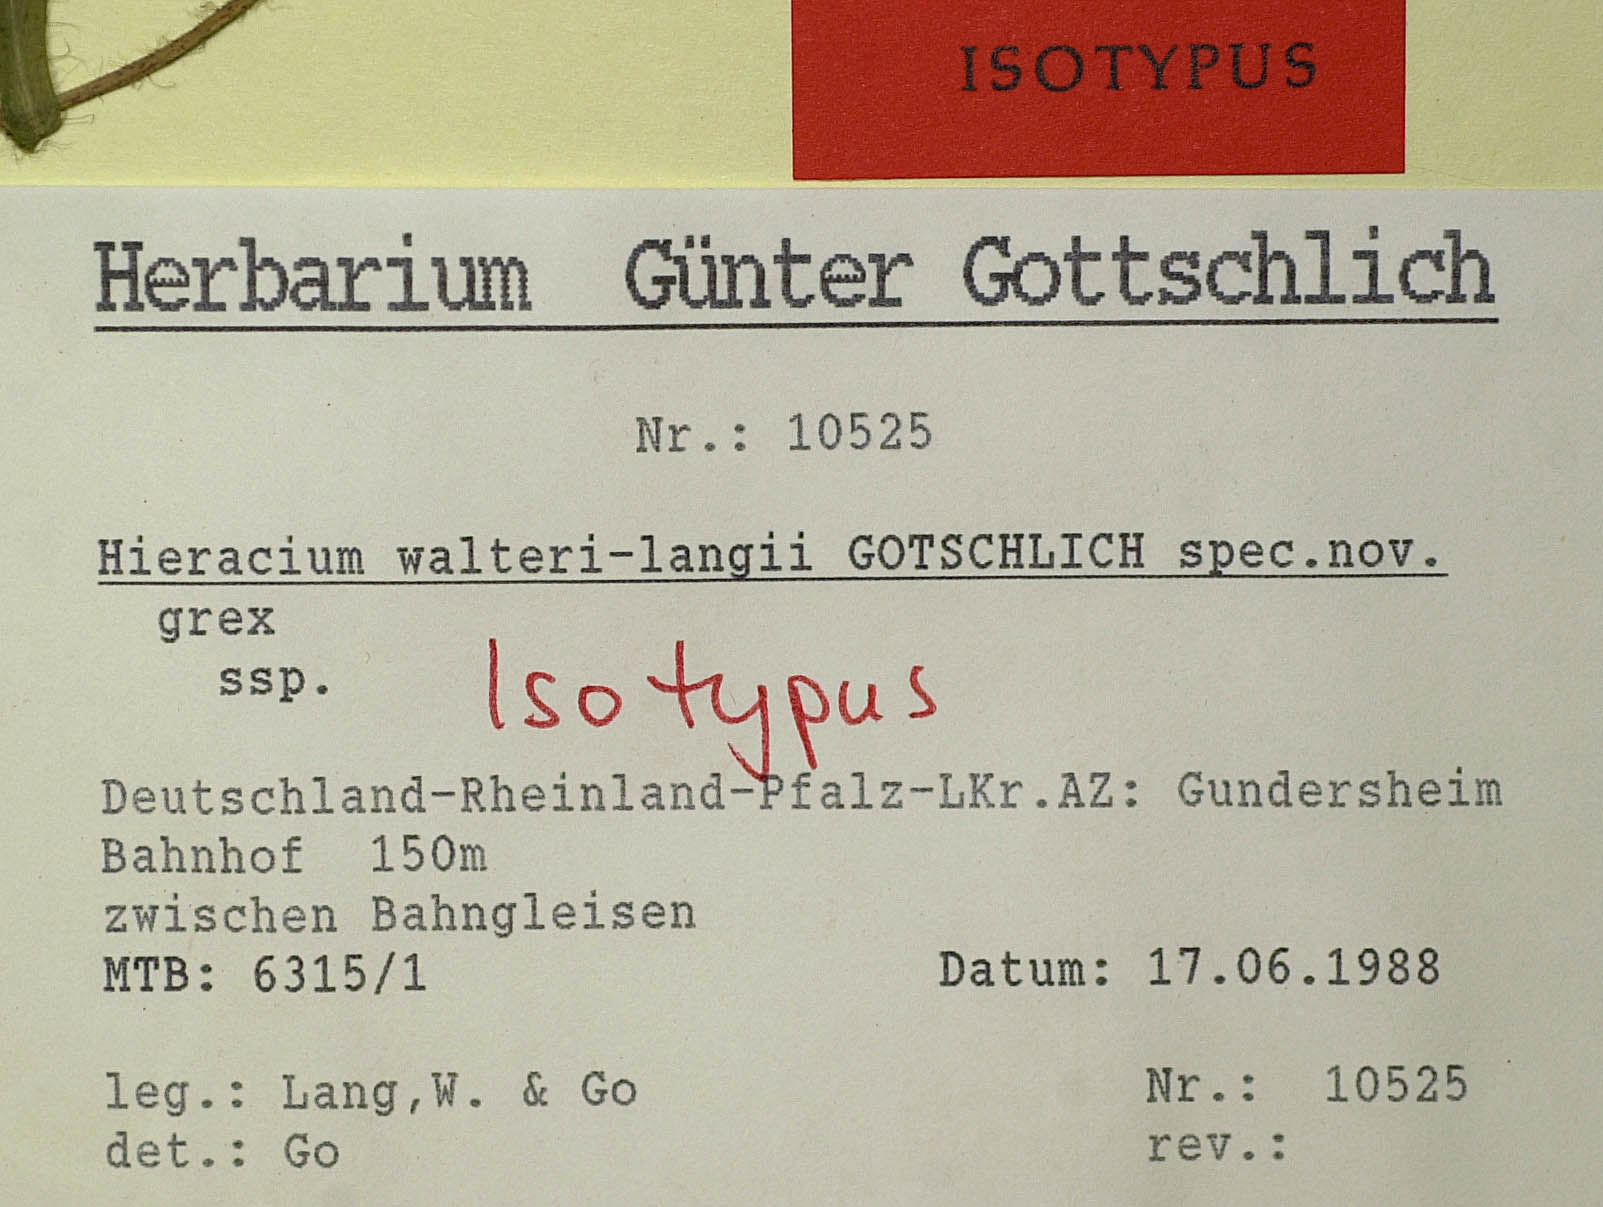 ISOTYPUS
Herbarium Günter Gottschlich
Nr.: 10525
Hieracium walteri-langii GOTSCHLICH spec.nov.
grex
ssp.
Isotypus
Deutschland-Rheinland-Pfalz-LKr.AZ: Gundersheim
Bahnhof 150m
zwischen Bahngleisen
MTB: 6315/1 Datum: 17.06.1988
leg.: Lang,W. & Go Nr.: 10525
det.: Go rev.: